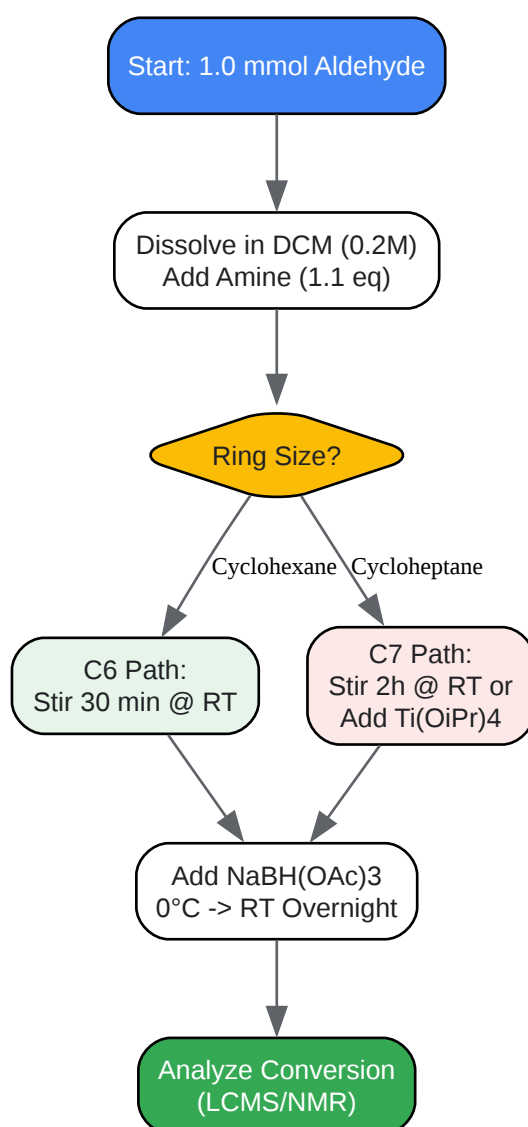 Start: 1.0 mmol Aldehyde
Dissolve in DCM (0.2M)
Add Amine (1.1 eq)
Ring Size?
Cyclohexane
Cycloheptane
C6 Path:
Stir 30 min @ RT
C7 Path:
Stir 2h @ RT or
Add Ti(OiPr)4
Add NaBH(OAc)3
0°C -> RT Overnight
Analyze Conversion
(LCMS/NMR)